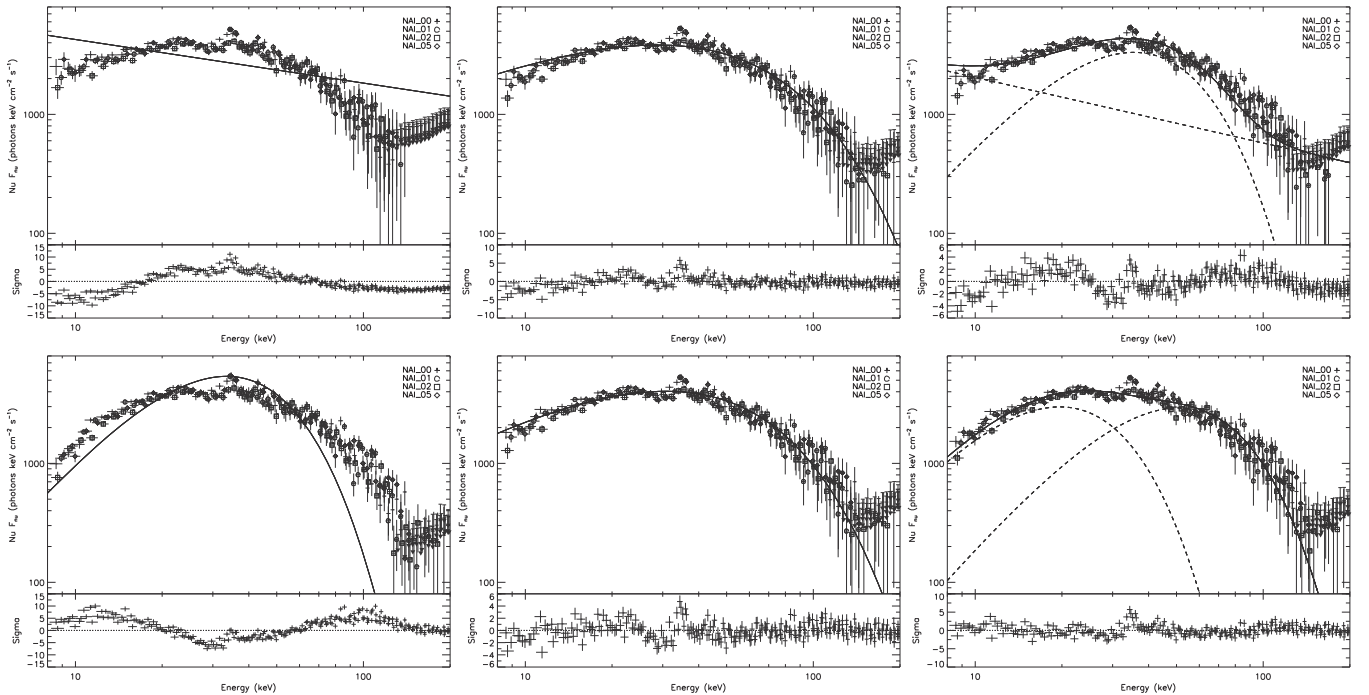 NAI_00 +
NAI_01 ○
NAI_02 □
NAI_05 ◇
Nu Fnu (photons keV cm⁻² s⁻¹)
1000
100
Sigma
15
10
5
0
-5
-10
-15
10 100
Energy (keV)
NAI_00 +
NAI_01 ○
NAI_02 □
NAI_05 ◇
Nu Fnu (photons keV cm⁻² s⁻¹)
1000
100
Sigma
10
5
0
-5
-10
10 100
Energy (keV)
NAI_00 +
NAI_01 ○
NAI_02 □
NAI_05 ◇
Nu Fnu (photons keV cm⁻² s⁻¹)
1000
100
Sigma
6
4
2
0
-2
-4
-6
10 100
Energy (keV)
NAI_00 +
NAI_01 ○
NAI_02 □
NAI_05 ◇
Nu Fnu (photons keV cm⁻² s⁻¹)
1000
100
Sigma
15
10
5
0
-5
-10
-15
10 100
Energy (keV)
NAI_00 +
NAI_01 ○
NAI_02 □
NAI_05 ◇
Nu Fnu (photons keV cm⁻² s⁻¹)
1000
100
Sigma
6
4
2
0
-2
-4
-6
10 100
Energy (keV)
NAI_00 +
NAI_01 ○
NAI_02 □
NAI_05 ◇
Nu Fnu (photons keV cm⁻² s⁻¹)
1000
100
Sigma
10
5
0
-5
-10
10 100
Energy (keV)